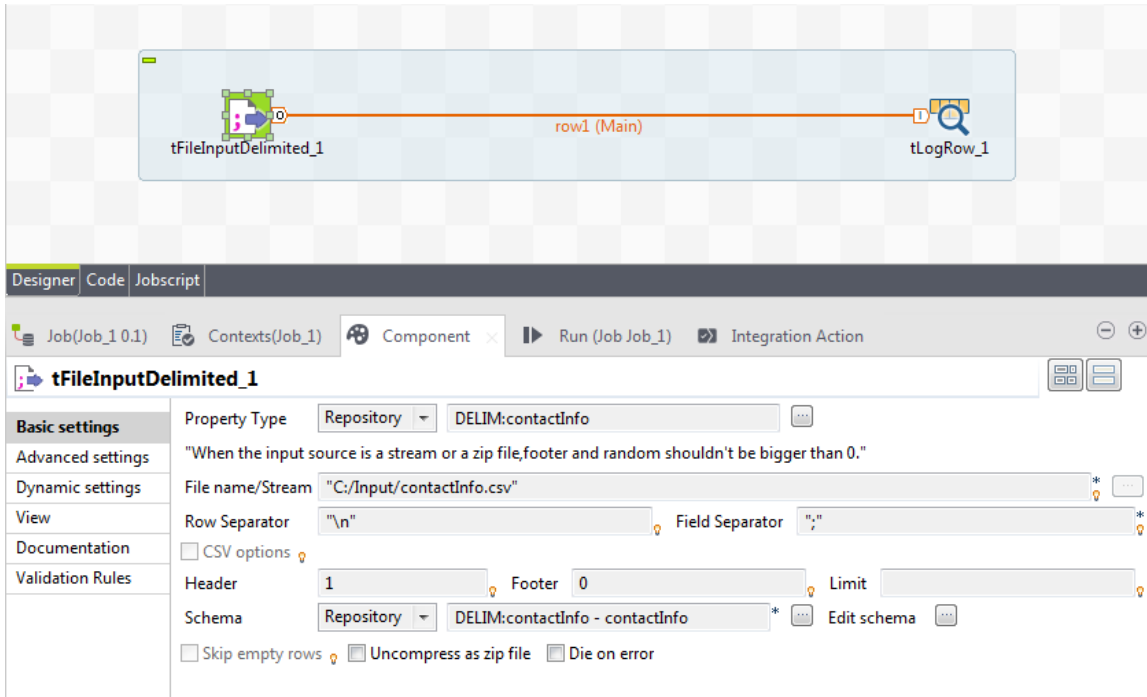 row1 (Main)
tFileInputDelimited_1
tLogRow_1
Designer Code Jobscript
Job(Job_1 0.1) Contexts(Job_1) Component Run (Job Job_1) Integration Action
tFileInputDelimited_1
Basic settings
Advanced settings
Dynamic settings
View
Documentation
Validation Rules
Property Type Repository DELIM:contactInfo ...
"When the input source is a stream or a zip file,footer and random shouldn't be bigger than 0."
File name/Stream "C:/Input/contactInfo.csv" * ...
Row Separator "\n" Field Separator ";" *
CSV options
Header 1 Footer 0 Limit
Schema Repository DELIM:contactInfo - contactInfo * ... Edit schema ...
Skip empty rows Uncompress as zip file Die on error